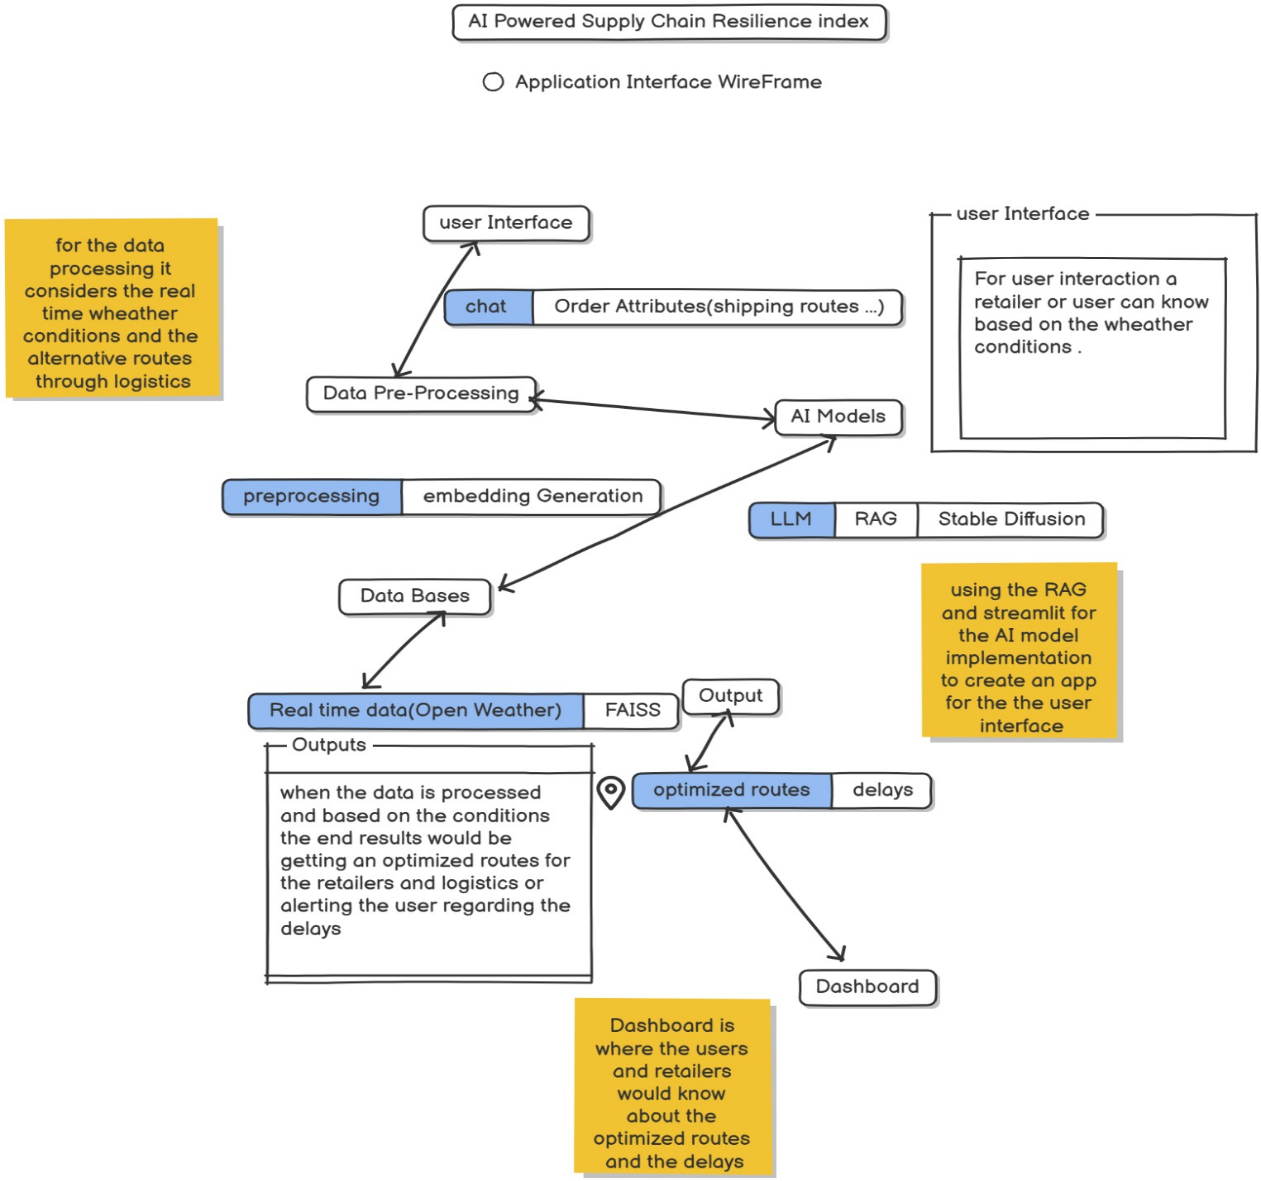 AI Powered Supply Chain Resilience index
Application Interface WireFrame
user Interface
for the data
processing it
considers the real
time wheather
conditions and the
alternative routes
through logistics
chat
Order Attributes(shipping routes ...)
user Interface
For user interaction a
retailer or user can know
based on the wheather
conditions .
Data Pre-Processing
AI Models
preprocessing
embedding Generation
LLM
RAG
Stable Diffusion
Data Bases
using the RAG
and streamlit for
the AI model
implementation
to create an app
for the the user
interface
Real time data(Open Weather)
FAISS
Output
Outputs
when the data is processed
and based on the conditions
the end results would be
getting an optimized routes for
the retailers and logistics or
alerting the user regarding the
delays
optimized routes
delays
Dashboard
Dashboard is
where the users
and retailers
would know
about the
optimized routes
and the delays